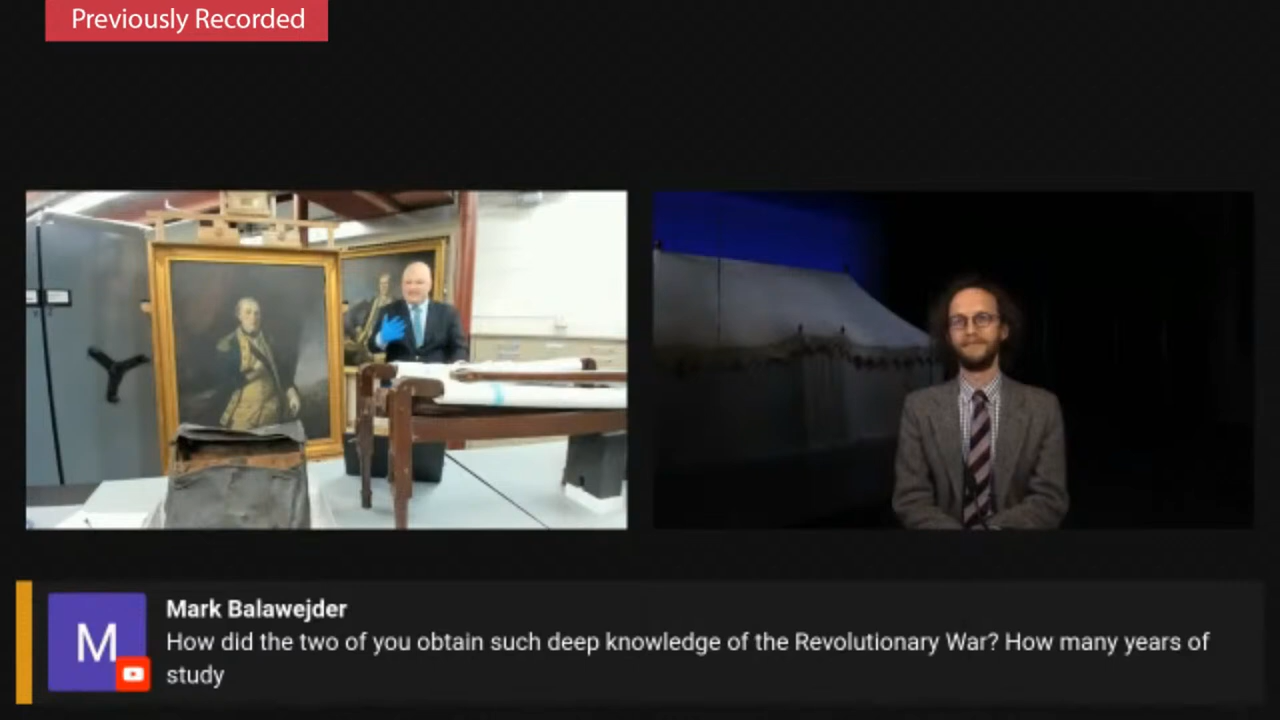 Previously Recorded
M
Mark Balawejder
How did the two of you obtain such deep knowledge of the Revolutionary War? How many years of
study